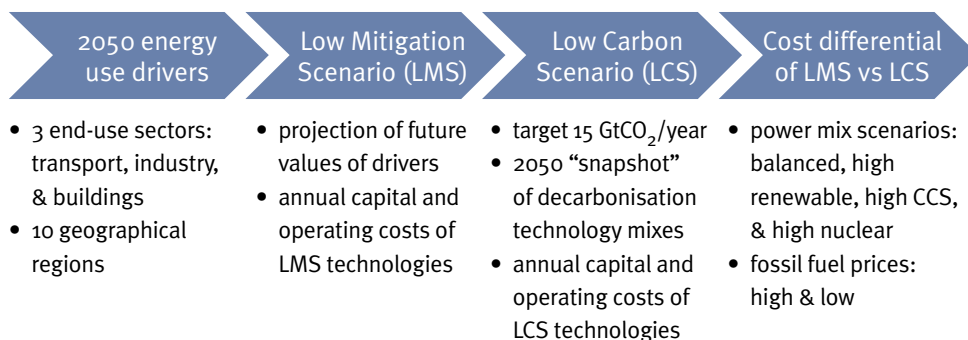 2050 energy
use drivers
• 3 end-use sectors:
transport, industry,
& buildings
• 10 geographical
regions
Low Mitigation
Scenario (LMS)
• projection of future
values of drivers
• annual capital and
operating costs of
LMS technologies
Low Carbon
Scenario (LCS)
• target 15 GtCO₂/year
• 2050 “snapshot”
of decarbonisation
technology mixes
• annual capital and
operating costs of
LCS technologies
Cost differential
of LMS vs LCS
• power mix scenarios:
balanced, high
renewable, high CCS,
& high nuclear
• fossil fuel prices:
high & low